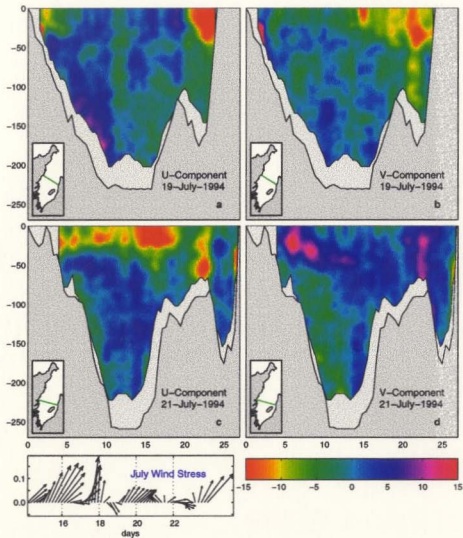 0
-50
-100
-150
-200
-250
U-Component
19-July-1994
a
V-Component
19-July-1994
b
0
-50
-100
-150
-200
-250
U-Component
21-July-1994
c
V-Component
21-July-1994
d
0 5 10 15 20 25
0 5 10 15 20 25
0.1
0.0
July Wind Stress
16 18 20 22
days
-15 -10 -5 0 5 10 15